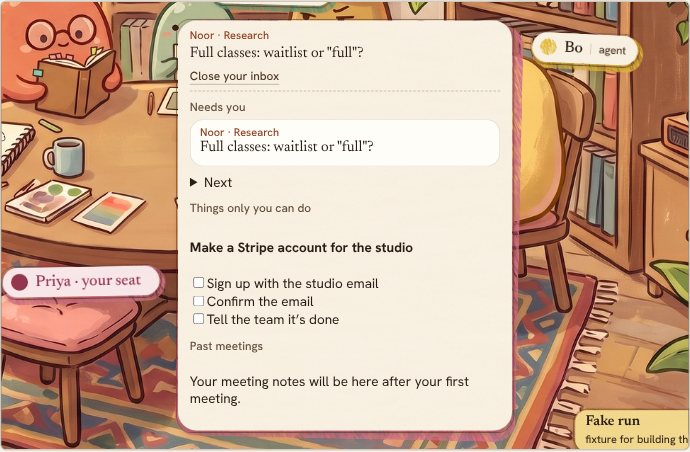 Noor · Research
Full classes: waitlist or "full"?
Close your inbox
Needs you
Noor · Research
Full classes: waitlist or "full"?
Next
Things only you can do
Make a Stripe account for the studio
Sign up with the studio email
Confirm the email
Tell the team it’s done
Past meetings
Your meeting notes will be here after your first
meeting.
Bo | agent
Priya · your seat
Fake run
fixture for building th